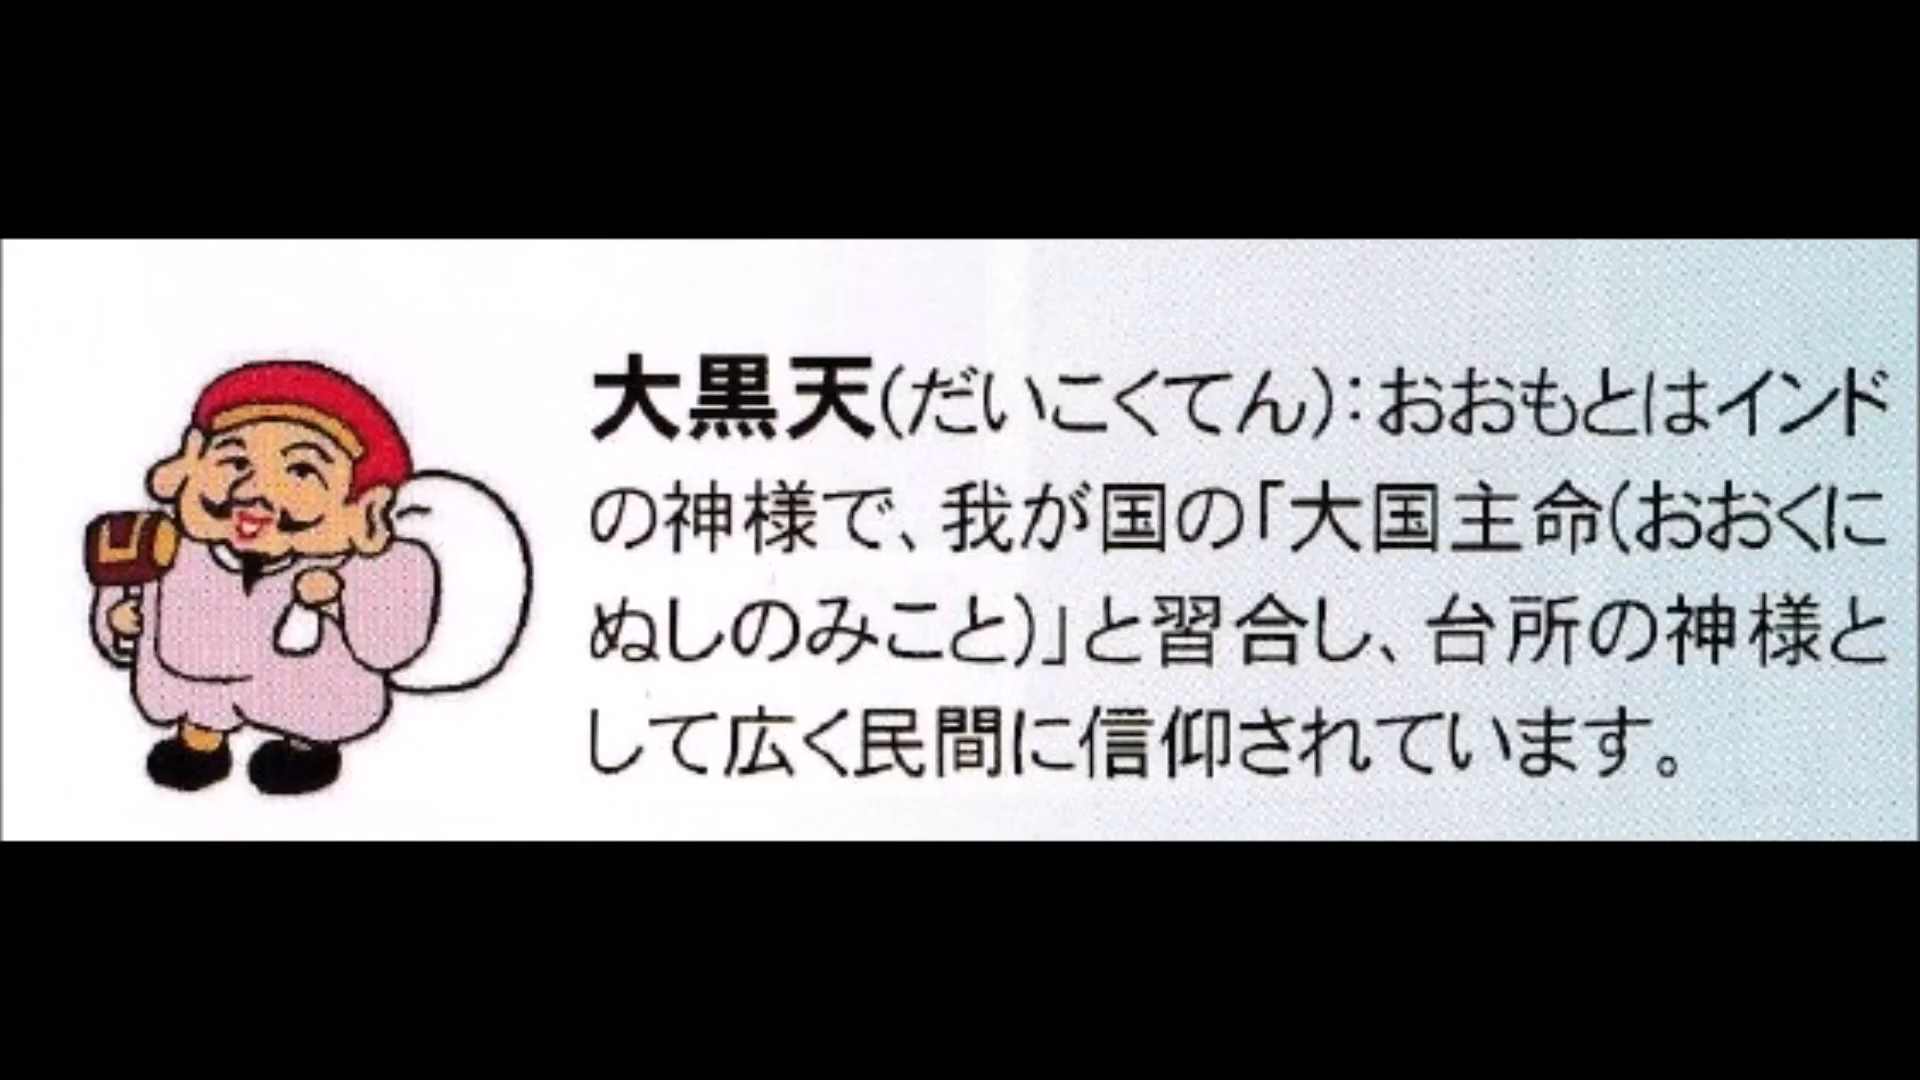 大黒天(だいこくてん):おおもとはインド
の神様で、我が国の「大国主命(おおくに
ぬしのみこと)」と習合し、台所の神様と
して広く民間に信仰されています。